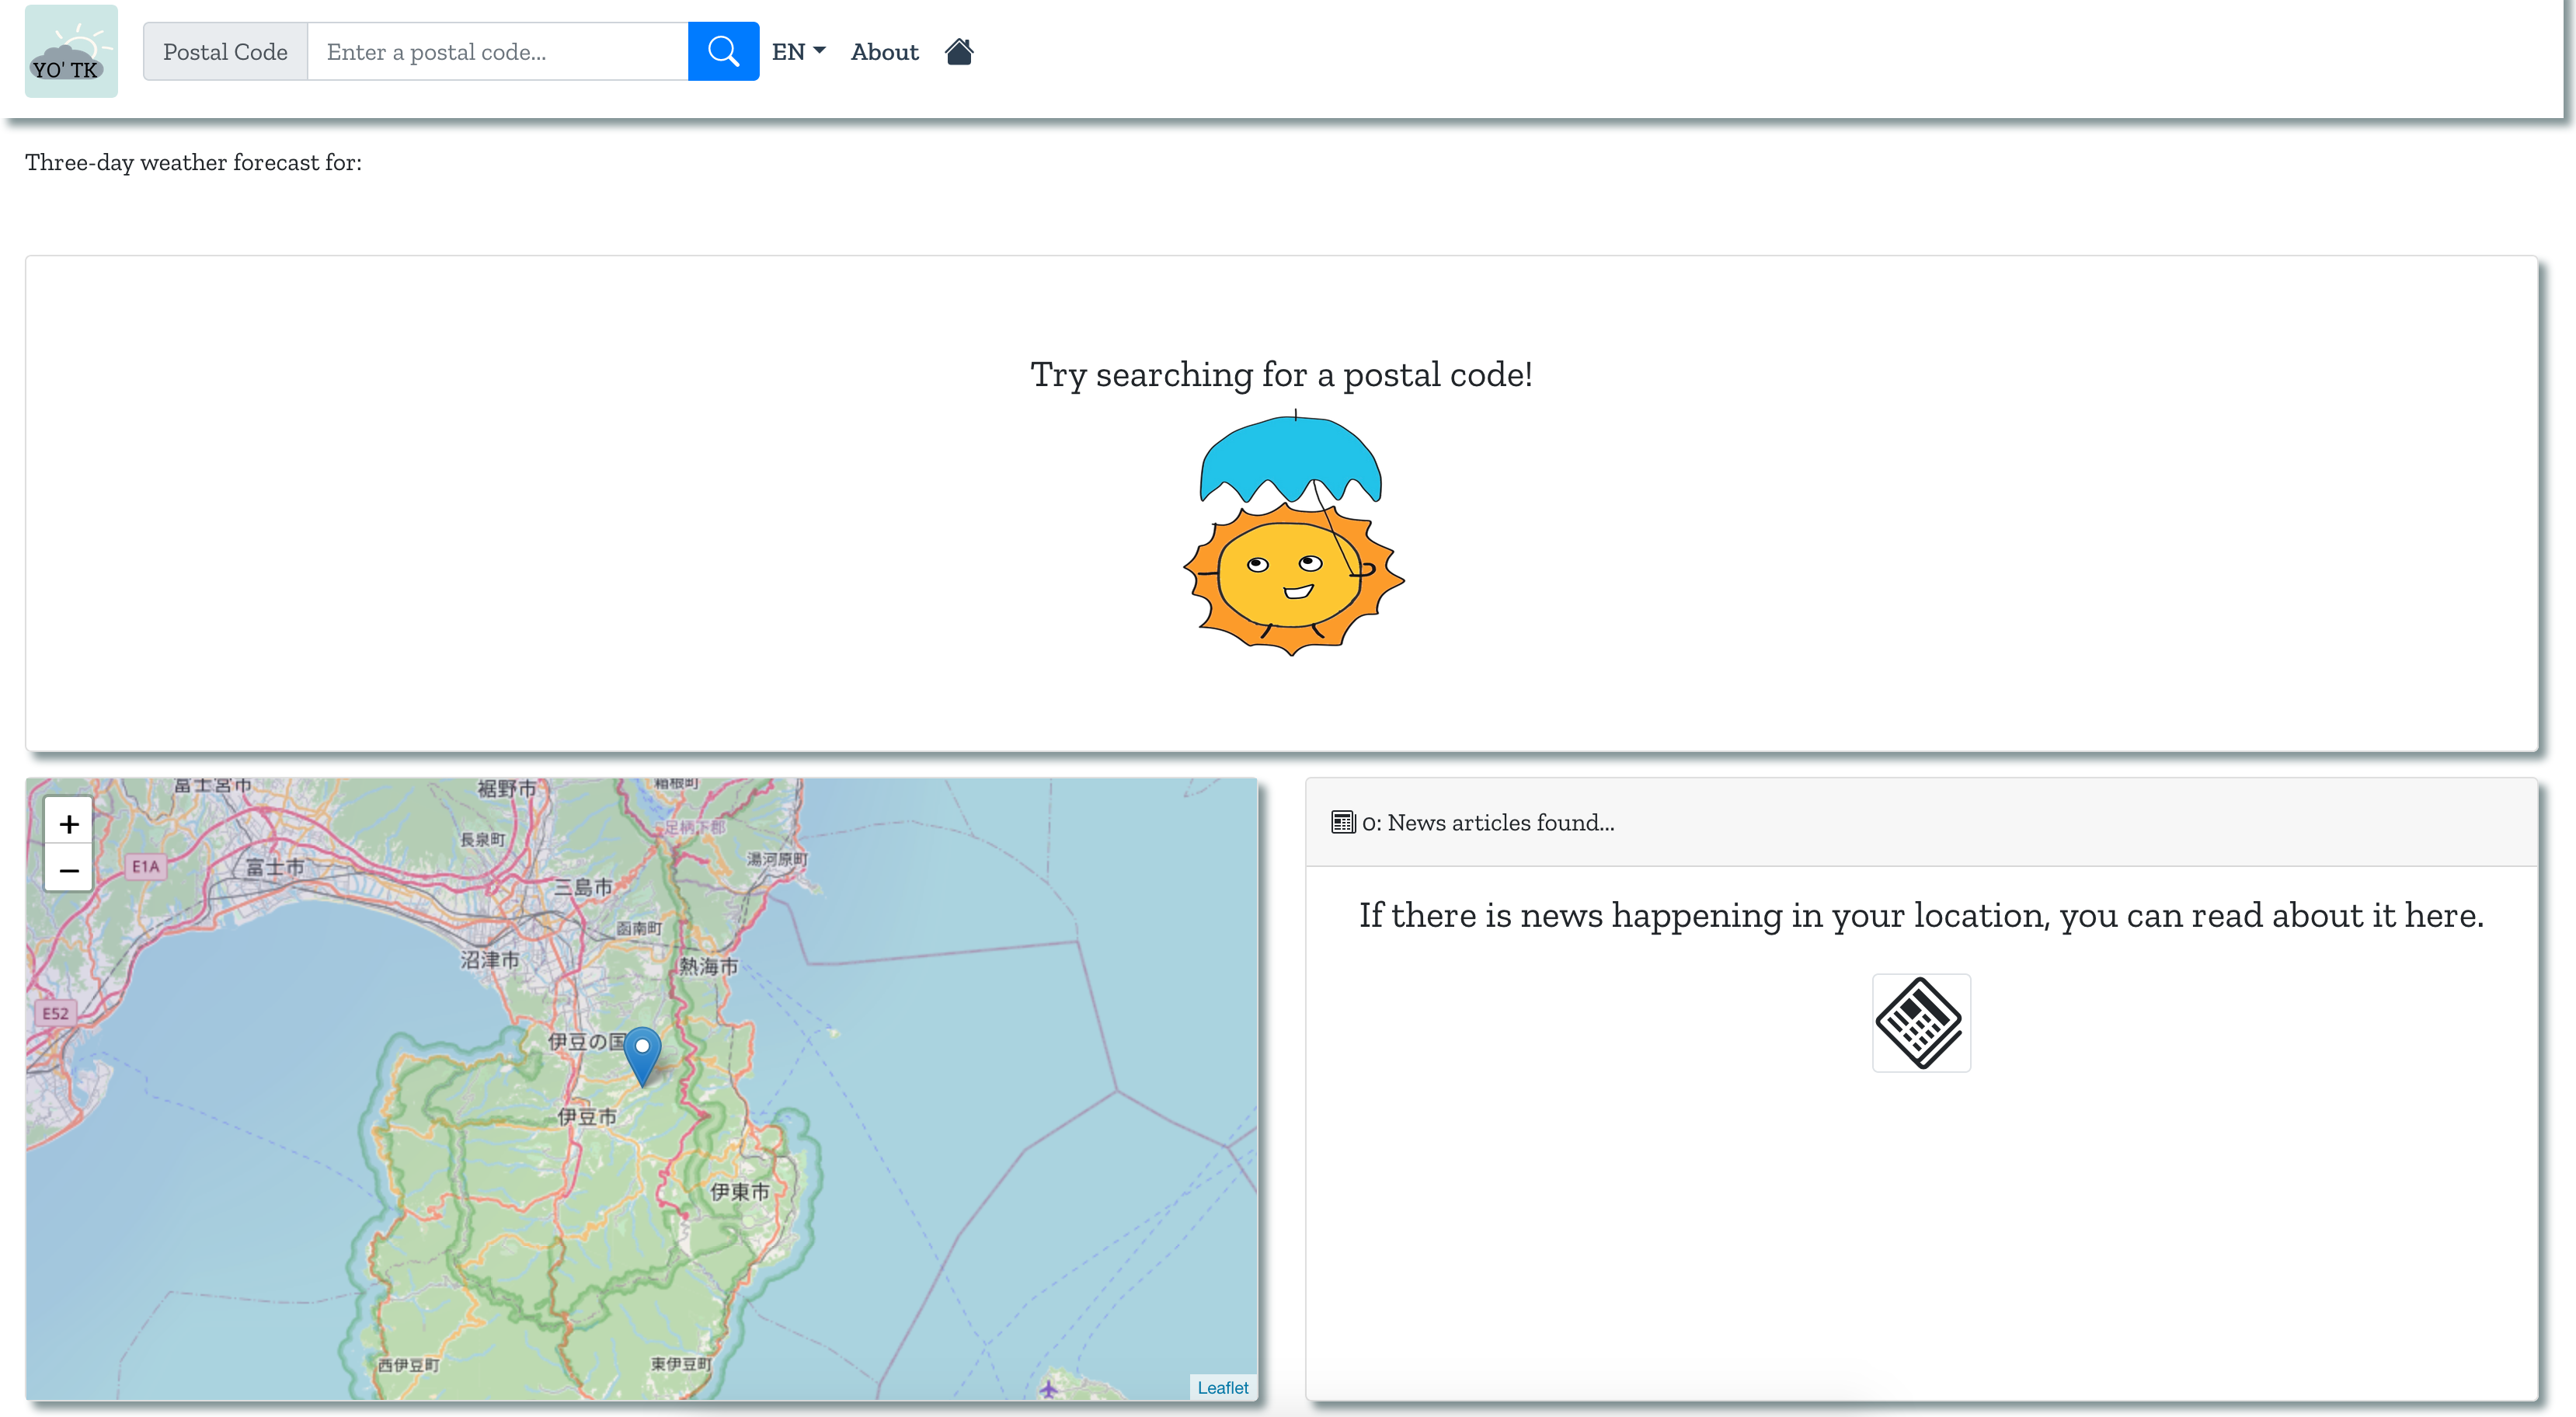 YO' TK
Postal Code
Enter a postal code...
EN
About
Three-day weather forecast for:
Try searching for a postal code!
+
−
富士宮市
裾野市
箱根町
足柄下郡
長泉町
湯河原町
E1A
富士市
三島市
函南町
沼津市
熱海市
E52
伊豆の国
伊豆市
伊東市
西伊豆町
東伊豆町
Leaflet
0: News articles found...
If there is news happening in your location, you can read about it here.